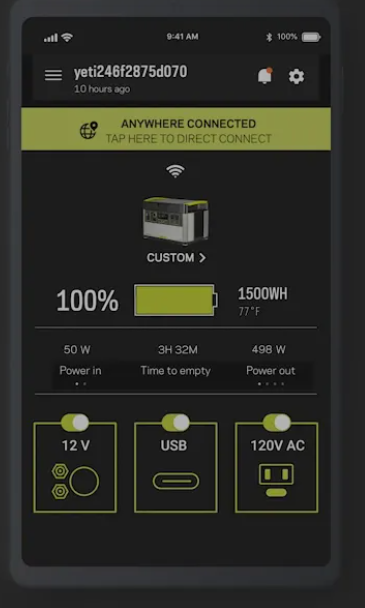 9:41 AM
100%
yeti246f2875d070
10 hours ago
ANYWHERE CONNECTED
TAP HERE TO DIRECT CONNECT
CUSTOM
100%
1500WH
77°F
50 W
3H 32M
498 W
Power in
Time to empty
Power out
12 V
USB
120V AC